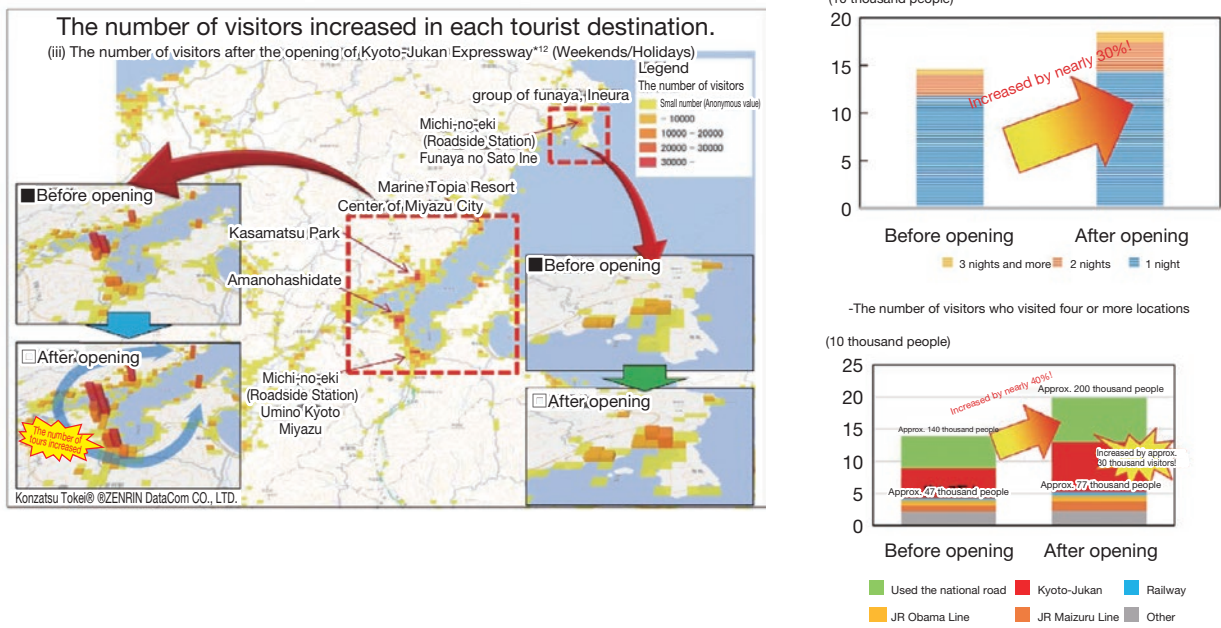 The number of visitors increased in each tourist destination.
(iii) The number of visitors after the opening of Kyoto-Jukan Expressway*12 (Weekends/Holidays)
Legend
The number of visitors
Small number (Anonymous value)
- 10000
10000 - 20000
20000 - 30000
30000 -
group of funaya, Ineura
Michi-no-eki
(Roadside Station)
Funaya no Sato Ine
Marine Topia Resort
Center of Miyazu City
Kasamatsu Park
Amanohashidate
Michi-no-eki
(Roadside Station)
Umino Kyoto
Miyazu
■Before opening
□After opening
The number of
tours increased
■Before opening
□After opening
Konzatsu Tokei® ®ZENRIN DataCom CO., LTD.
(10 thousand people)
20
15
10
5
0
Increased by nearly 30%!
Before opening
After opening
3 nights and more
2 nights
1 night
-The number of visitors who visited four or more locations
(10 thousand people)
25
20
15
10
5
0
Increased by nearly 40%!
Approx. 140 thousand people
Approx. 200 thousand people
Increased by approx.
30 thousand visitors!
Approx. 47 thousand people
Approx. 77 thousand people
Before opening
After opening
Used the national road
Kyoto-Jukan
Railway
JR Obama Line
JR Maizuru Line
Other